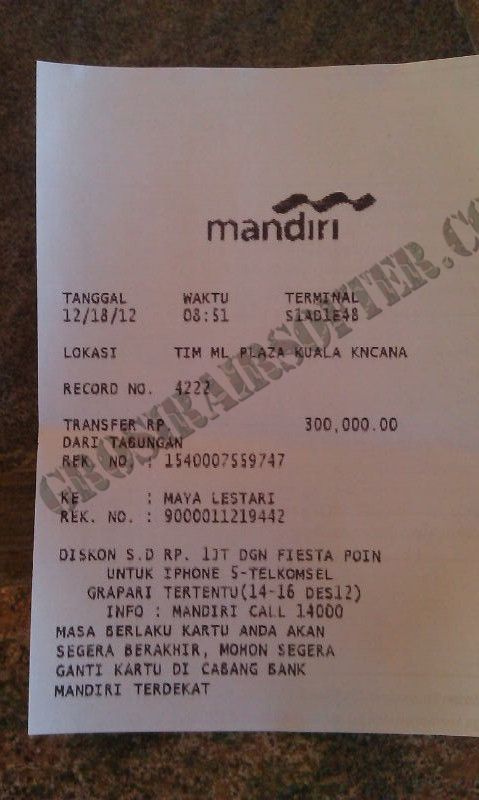 mandiri
TANGGAL WAKTU TERMINAL
12/18/12 08:51 S1AD1E48
LOKASI TIM ML PLAZA KUALA KNCANA
RECORD NO. 4222
TRANSFER RP. 300,000.00
DARI TABUNGAN
REK. NO. : 1540007559747
KE : MAYA LESTARI
REK. NO. : 9000011219442
DISKON S.D RP. 1JT DGN FIESTA POIN
UNTUK IPHONE 5-TELKOMSEL
GRAPARI TERTENTU(14-16 DES12)
INFO : MANDIRI CALL 14000
MASA BERLAKU KARTU ANDA AKAN
SEGERA BERAKHIR, MOHON SEGERA
GANTI KARTU DI CABANG BANK
MANDIRI TERDEKAT
GROSIRAIRSOFTER.CO